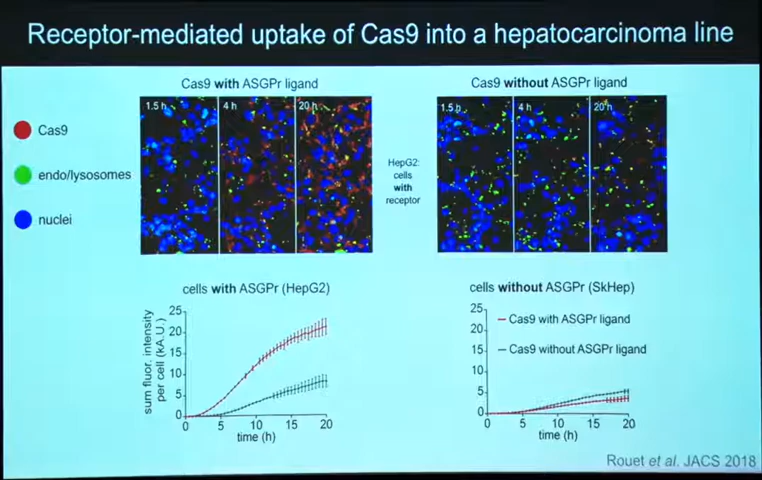 Receptor-mediated uptake of Cas9 into a hepatocarcinoma line
Cas9 with ASGPr ligand
Cas9 without ASGPr ligand
1.5 h
4 h
20 h
1.5 h
4 h
20 h
Cas9
endo/lysosomes
nuclei
HepG2:
cells
with
receptor
cells with ASGPr (HepG2)
cells without ASGPr (SkHep)
sum fluor. intensity
per cell (kA.U.)
25
20
15
10
5
0
0 5 10 15 20
time (h)
25
20
15
10
5
0
0 5 10 15 20
time (h)
Cas9 with ASGPr ligand
Cas9 without ASGPr ligand
Rouet et al. JACS 2018